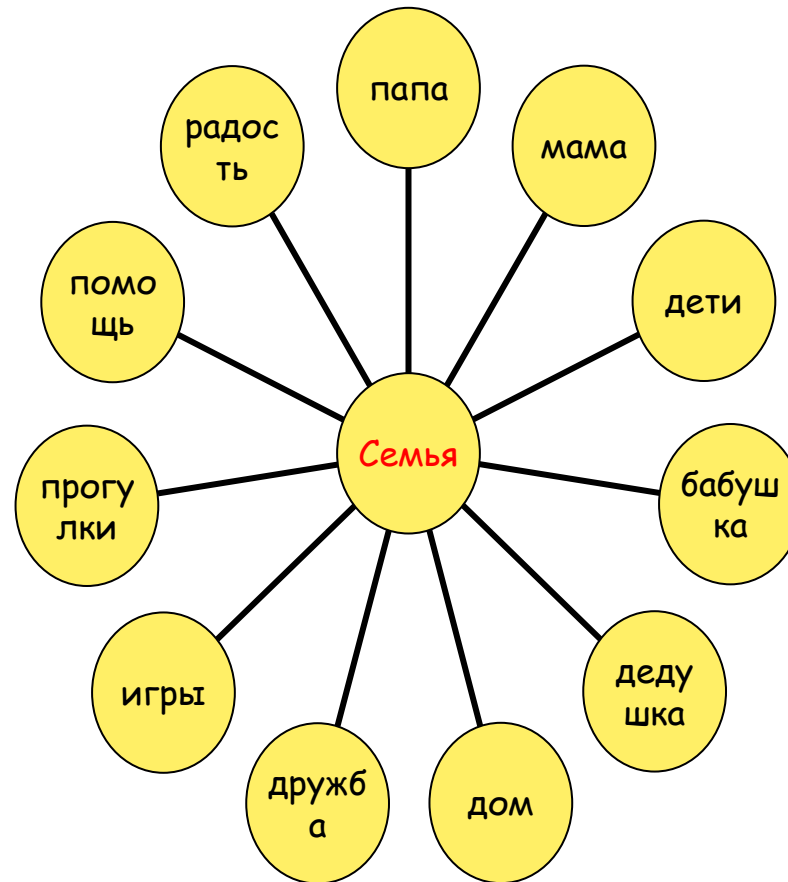 папа
мама
дети
бабуш
ка
деду
шка
дом
дружб
а
игры
прогу
лки
помо
щь
радос
ть
Семья